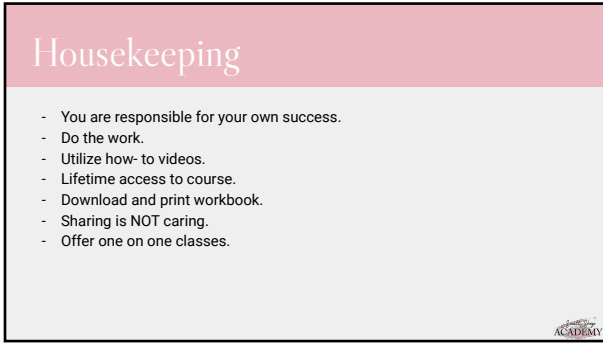 Housekeeping
- You are responsible for your own success.
- Do the work.
- Utilize how- to videos.
- Lifetime access to course.
- Download and print workbook.
- Sharing is NOT caring.
- Offer one on one classes.
ACADEMY